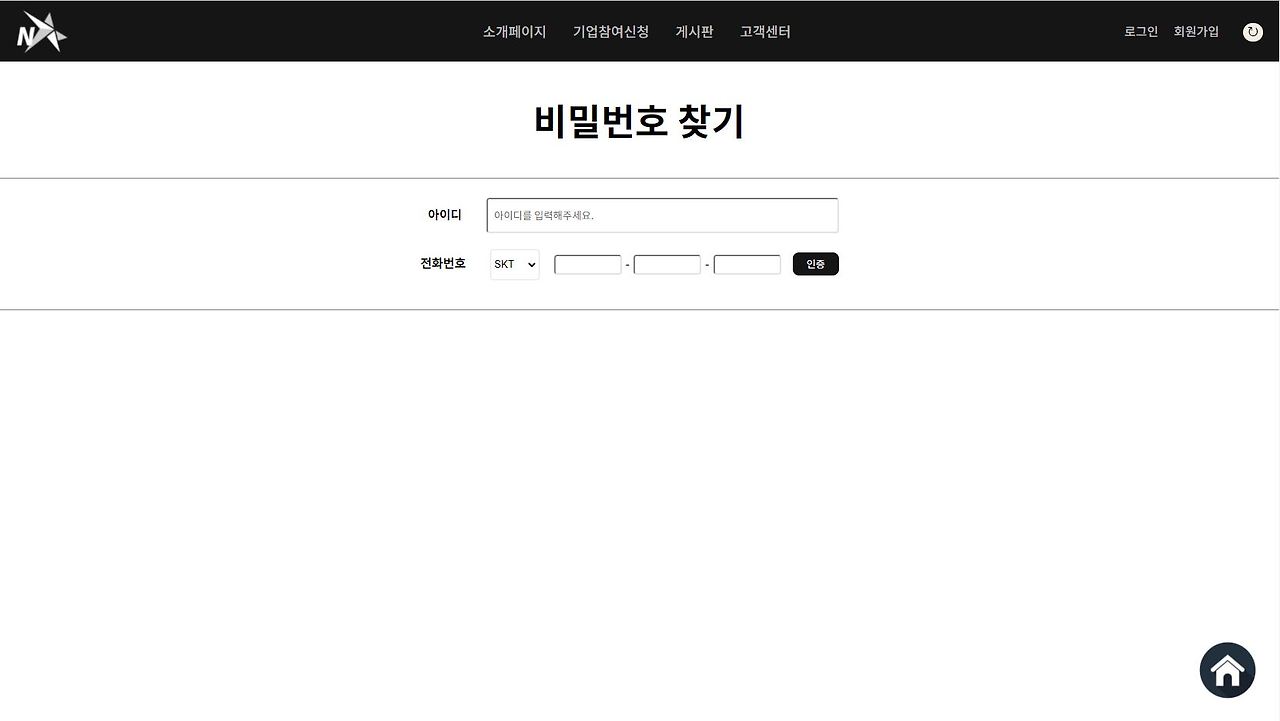 N
소개페이지 기업참여신청 게시판 고객센터 로그인 회원가입
비밀번호 찾기
아이디 아이디를 입력해주세요.
전화번호 SKT - - 인증